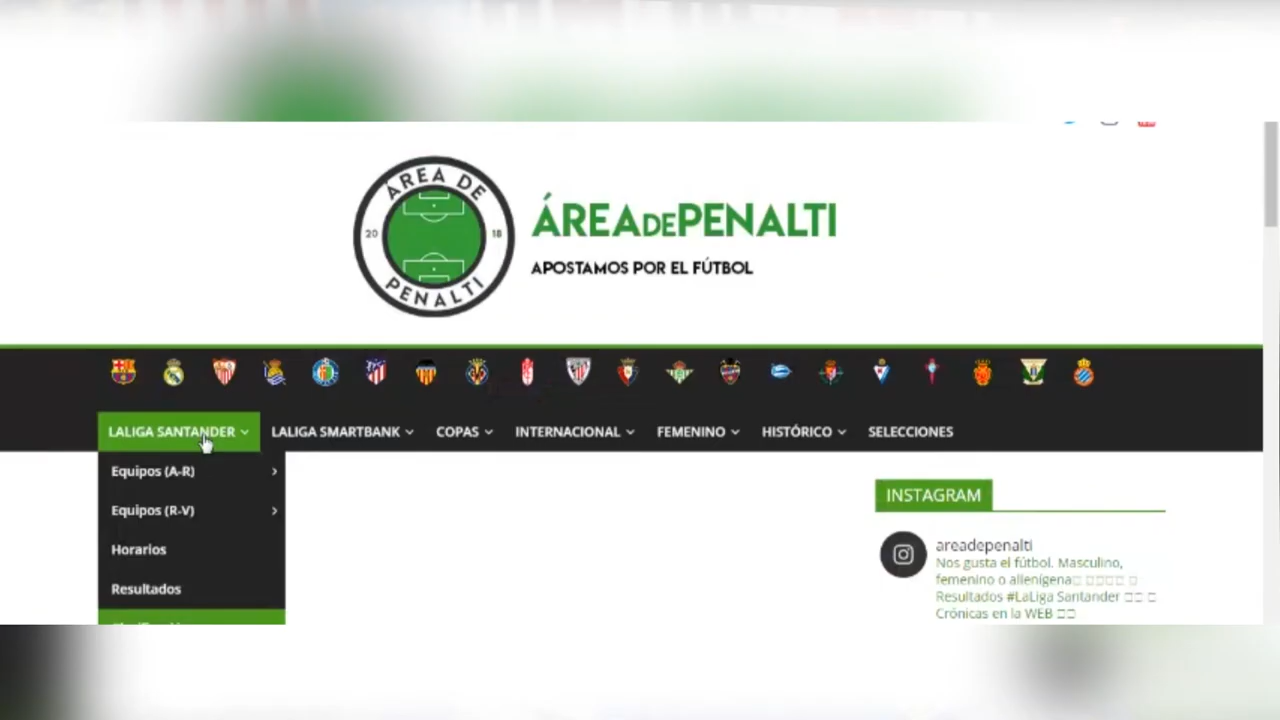 ÁREA DE
20 18
PENALTI
ÁREADEPENALTI
APOSTAMOS POR EL FÚTBOL
LALIGA SANTANDER LALIGA SMARTBANK COPAS INTERNACIONAL FEMENINO HISTÓRICO SELECCIONES
Equipos (A-R)
Equipos (R-V)
Horarios
Resultados
INSTAGRAM
areadepenalti
Nos gusta el fútbol. Masculino,
femenino o alienígena
Resultados #LaLiga Santander
Crónicas en la WEB